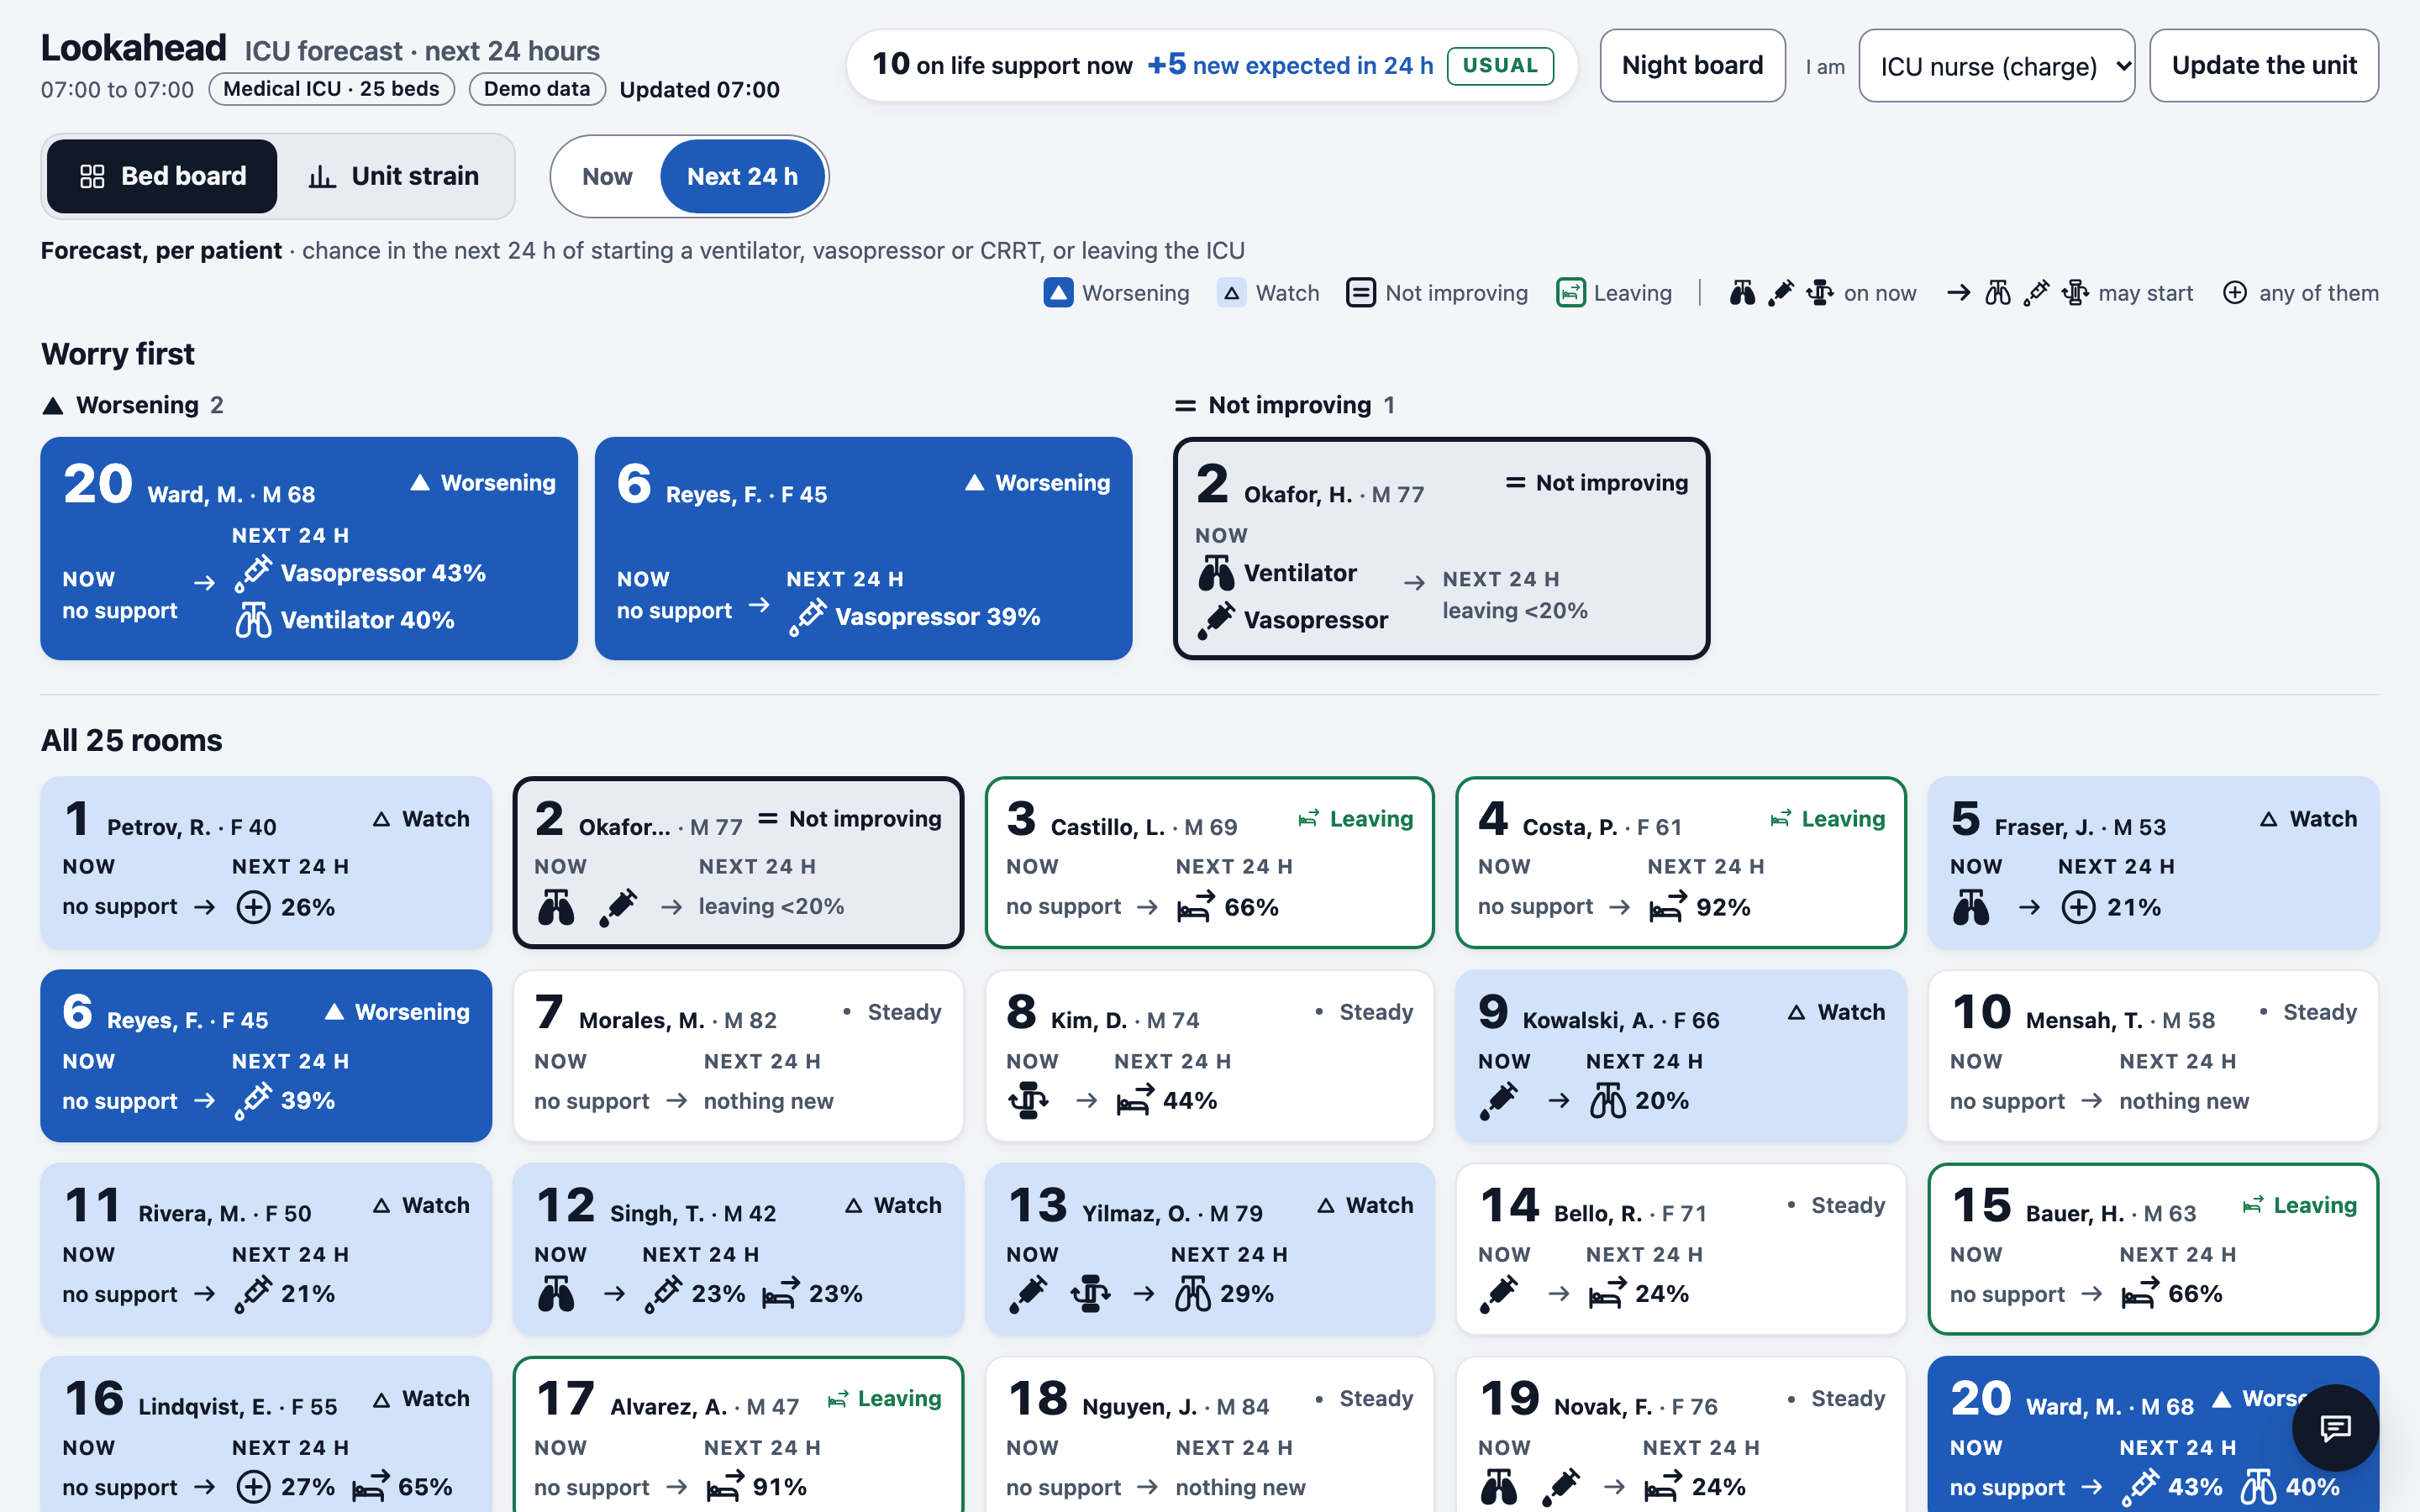 Lookahead ICU forecast · next 24 hours
07:00 to 07:00 Medical ICU · 25 beds Demo data Updated 07:00
10 on life support now +5 new expected in 24 h USUAL
Night board
I am ICU nurse (charge)
Update the unit
Bed board Unit strain
Now Next 24 h
Forecast, per patient · chance in the next 24 h of starting a ventilator, vasopressor or CRRT, or leaving the ICU
Worsening Watch Not improving Leaving on now → may start any of them
Worry first
Worsening 2
Not improving 1
20 Ward, M. · M 68 Worsening
NOW
no support
→
NEXT 24 H
Vasopressor 43%
Ventilator 40%
6 Reyes, F. · F 45 Worsening
NOW
no support
→
NEXT 24 H
Vasopressor 39%
2 Okafor, H. · M 77 = Not improving
NOW
Ventilator
Vasopressor
→
NEXT 24 H
leaving <20%
All 25 rooms
1 Petrov, R. · F 40 Watch
NOW NEXT 24 H
no support → 26%
2 Okafor... · M 77 = Not improving
NOW NEXT 24 H
→ leaving <20%
3 Castillo, L. · M 69 Leaving
NOW NEXT 24 H
no support → 66%
4 Costa, P. · F 61 Leaving
NOW NEXT 24 H
no support → 92%
5 Fraser, J. · M 53 Watch
NOW NEXT 24 H
→ 21%
6 Reyes, F. · F 45 Worsening
NOW NEXT 24 H
no support → 39%
7 Morales, M. · M 82 • Steady
NOW NEXT 24 H
no support → nothing new
8 Kim, D. · M 74 • Steady
NOW NEXT 24 H
→ 44%
9 Kowalski, A. · F 66 Watch
NOW NEXT 24 H
→ 20%
10 Mensah, T. · M 58 • Steady
NOW NEXT 24 H
no support → nothing new
11 Rivera, M. · F 50 Watch
NOW NEXT 24 H
no support → 21%
12 Singh, T. · M 42 Watch
NOW NEXT 24 H
→ 23% 23%
13 Yilmaz, O. · M 79 Watch
NOW NEXT 24 H
→ 29%
14 Bello, R. · F 71 • Steady
NOW NEXT 24 H
→ 24%
15 Bauer, H. · M 63 Leaving
NOW NEXT 24 H
no support → 66%
16 Lindqvist, E. · F 55 Watch
NOW NEXT 24 H
no support → 27% 65%
17 Alvarez, A. · M 47 Leaving
NOW NEXT 24 H
no support → 91%
18 Nguyen, J. · M 84 • Steady
NOW NEXT 24 H
no support → nothing new
19 Novak, F. · F 76 • Steady
NOW NEXT 24 H
→ 24%
20 Ward, M. · M 68
NOW NEXT 24 H
no support → 43% 40%